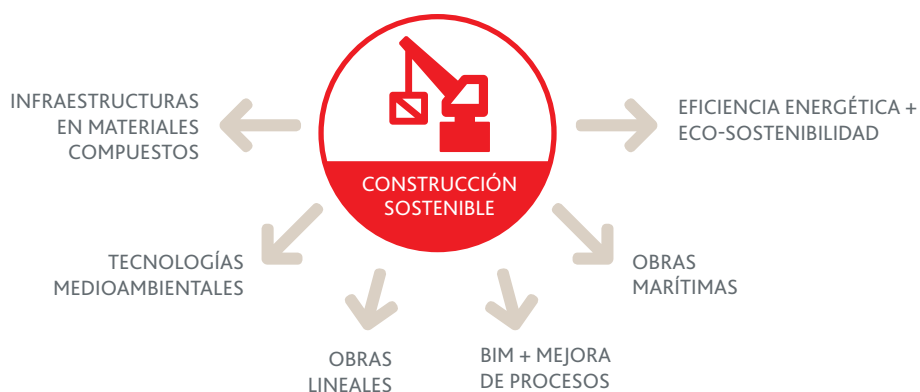 INFRAESTRUCTURAS
EN MATERIALES
COMPUESTOS
EFICIENCIA ENERGÉTICA +
ECO-SOSTENIBILIDAD
CONSTRUCCIÓN
SOSTENIBLE
TECNOLOGÍAS
MEDIOAMBIENTALES
OBRAS
MARÍTIMAS
OBRAS
LINEALES
BIM + MEJORA
DE PROCESOS